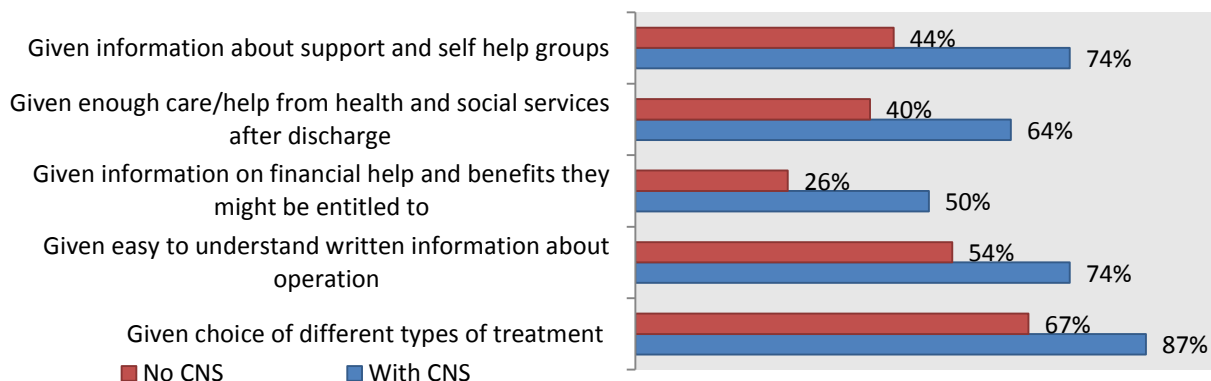 Given information about support and self help groups
44%
74%
Given enough care/help from health and social services
after discharge
40%
64%
Given information on financial help and benefits they
might be entitled to
26%
50%
Given easy to understand written information about
operation
54%
74%
Given choice of different types of treatment
67%
87%
No CNS With CNS